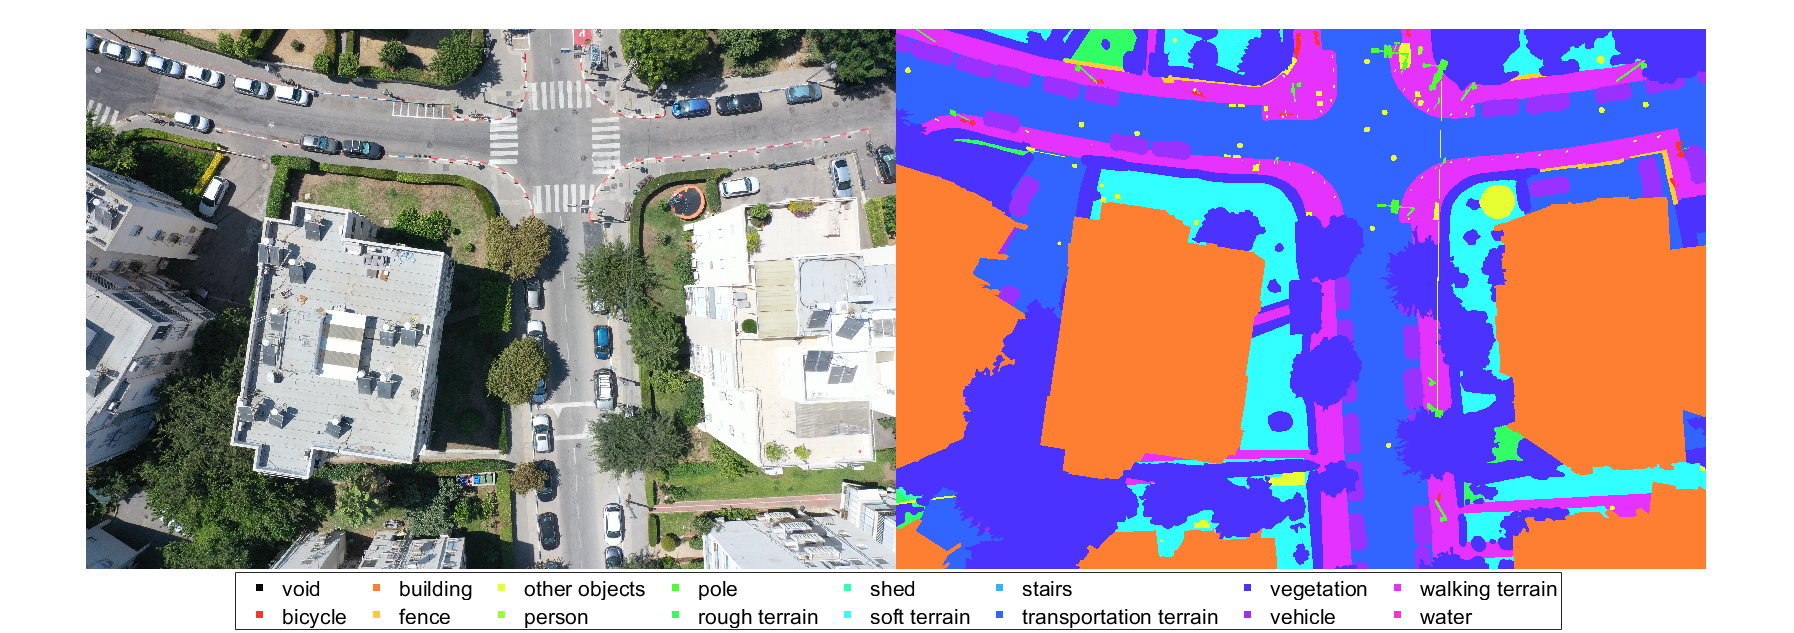 void building other objects pole shed stairs vegetation walking terrain
bicycle fence person rough terrain soft terrain transportation terrain vehicle water